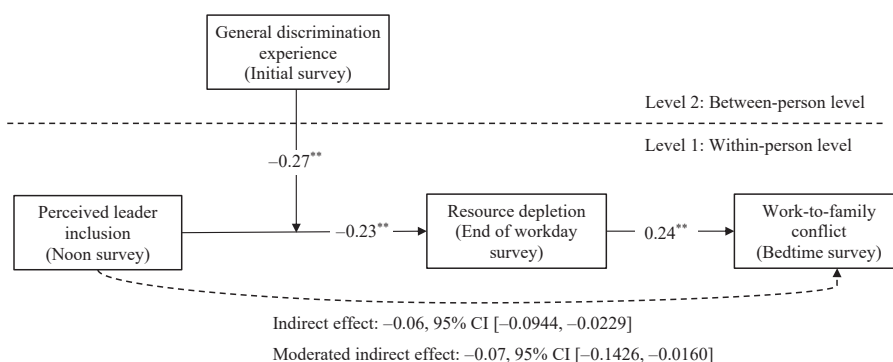 General discrimination
experience
(Initial survey)
Level 2: Between-person level
Level 1: Within-person level
–0.27**
Perceived leader
inclusion
(Noon survey)
–0.23**
Resource depletion
(End of workday
survey)
0.24**
Work-to-family
conflict
(Bedtime survey)
Indirect effect: –0.06, 95% CI [–0.0944, –0.0229]
Moderated indirect effect: –0.07, 95% CI [–0.1426, –0.0160]